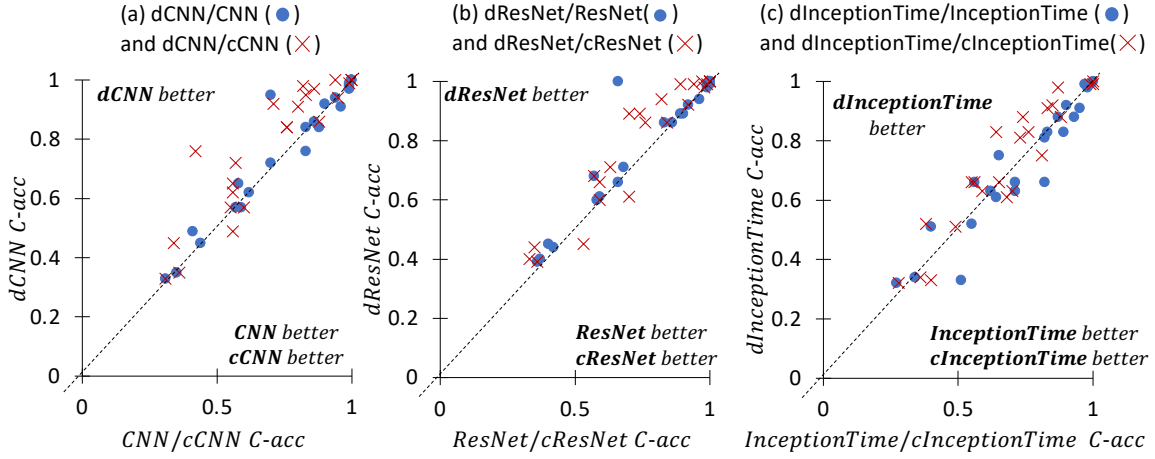 (a) dCNN/CNN ( ● )
and dCNN/cCNN ( × )
(b) dResNet/ResNet( ● )
and dResNet/cResNet ( × )
(c) dInceptionTime/InceptionTime ( ● )
and dInceptionTime/cInceptionTime( × )
dCNN C-acc
1
0.8
0.6
0.4
0.2
0
dCNN better
CNN better
cCNN better
0
0.5
1
CNN/cCNN C-acc
dResNet C-acc
1
0.8
0.6
0.4
0.2
0
dResNet better
ResNet better
cResNet better
0
0.5
1
ResNet/cResNet C-acc
dInceptionTime C-acc
1
0.8
0.6
0.4
0.2
0
dInceptionTime
better
InceptionTime better
cInceptionTime better
0
0.5
1
InceptionTime/cInceptionTime C-acc